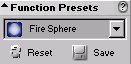 Function Presets ?
Fire Sphere
Reset Save